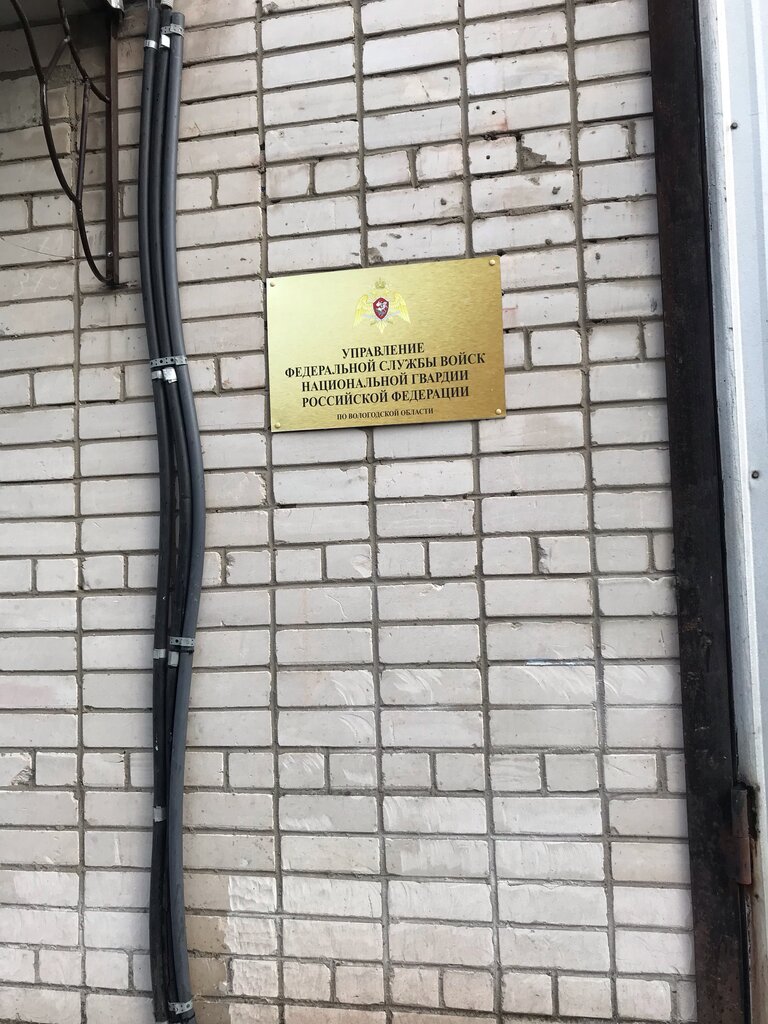 УПРАВЛЕНИЕ
ФЕДЕРАЛЬНОЙ СЛУЖБЫ ВОЙСК
НАЦИОНАЛЬНОЙ ГВАРДИИ
РОССИЙСКОЙ ФЕДЕРАЦИИ
ПО ВОЛОГОДСКОЙ ОБЛАСТИ